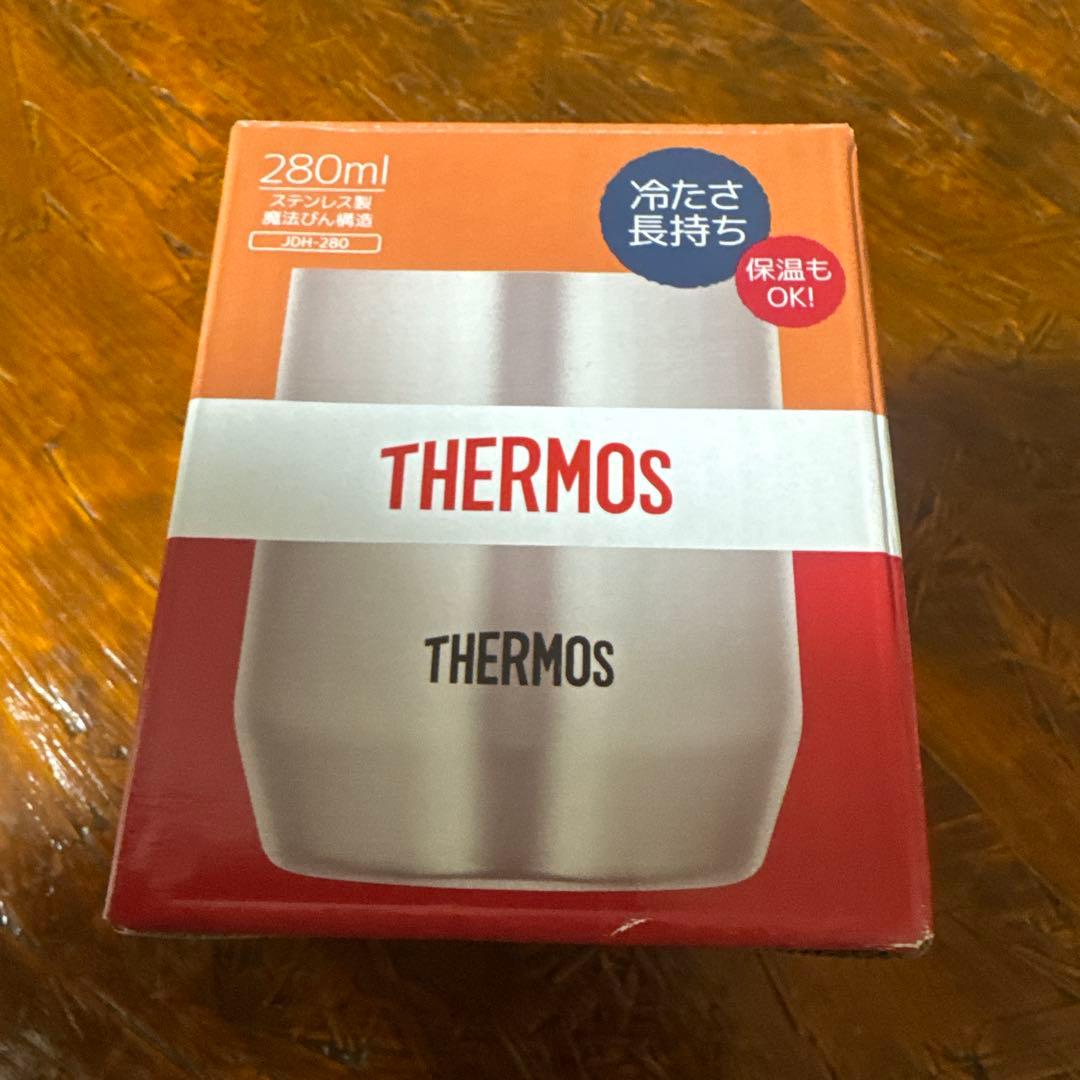 280ml
ステンレス製
魔法びん構造
JDH-280
冷たさ
長持ち
保温も
OK!
THERMOS
THERMOS